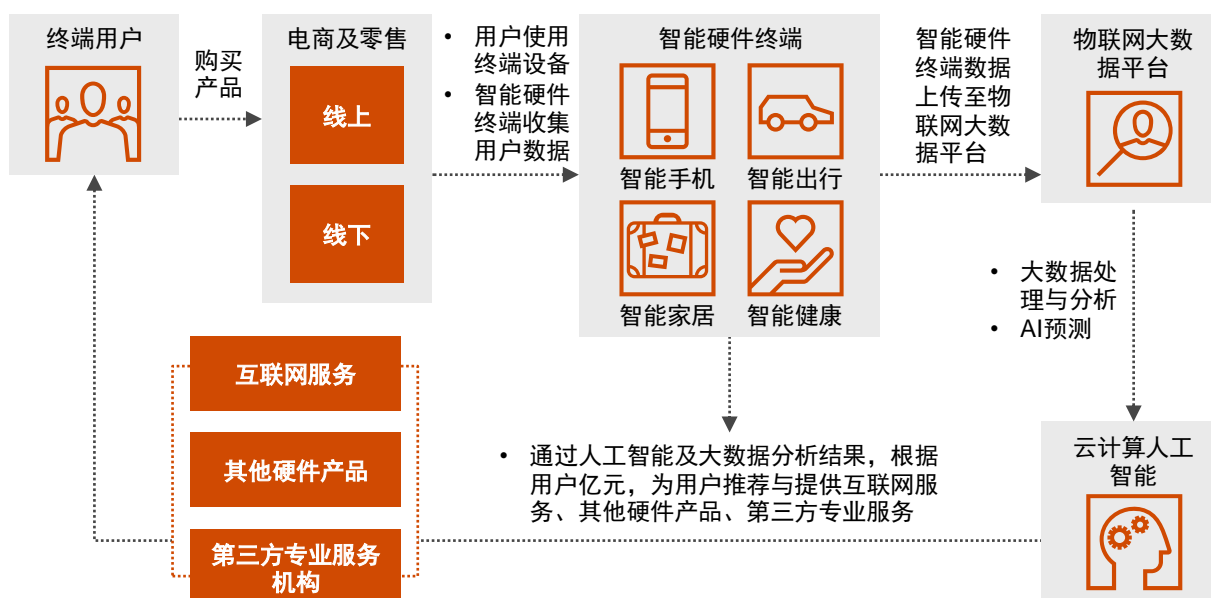 终端用户
购买
产品
电商及零售
线上
线下
• 用户使用
终端设备
• 智能硬件
终端收集
用户数据
智能硬件终端
智能手机
智能出行
智能家居
智能健康
智能硬件
终端数据
上传至物
联网大数
据平台
物联网大数
据平台
• 大数据处
理与分析
• AI预测
云计算人工
智能
• 通过人工智能及大数据分析结果，根据
用户亿元，为用户推荐与提供互联网服
务、其他硬件产品、第三方专业服务
互联网服务
其他硬件产品
第三方专业服务
机构